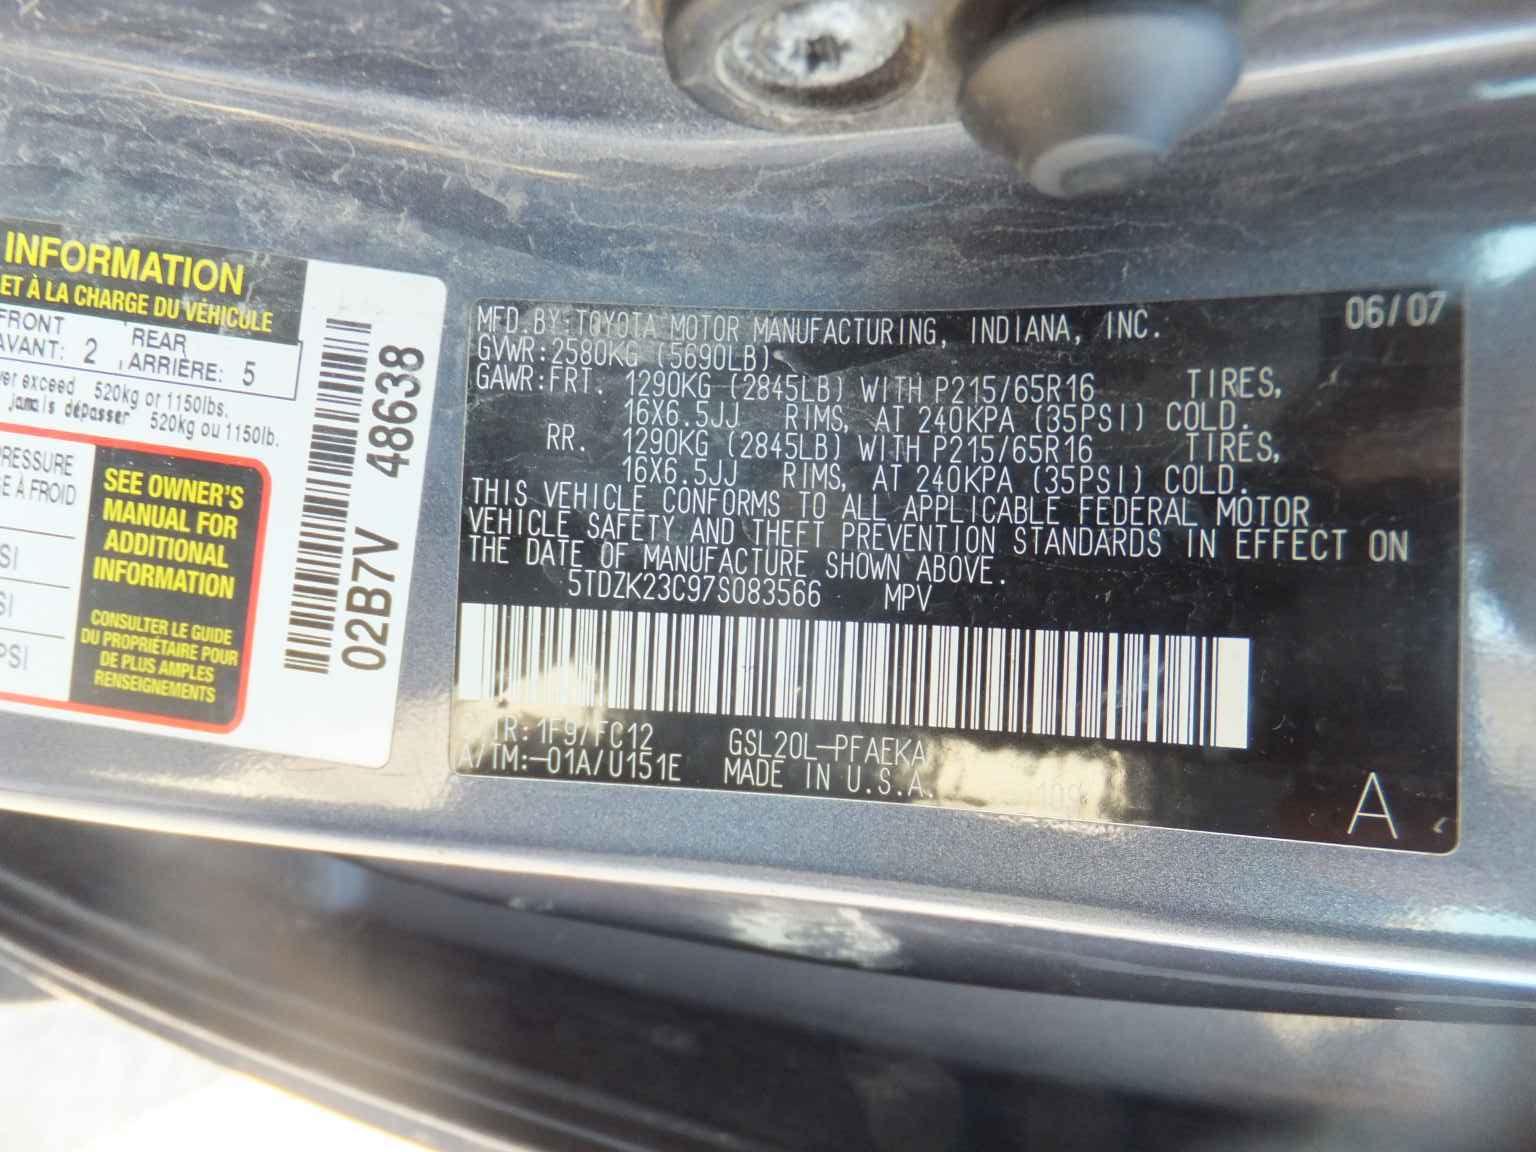 INFORMATION
ET À LA CHARGE DU VÉHICULE
FRONT
AVANT: 2
REAR
ARRIÈRE: 5
exceed 520kg or 1150lbs.
jamais dépasser 520kg ou 1150lb.
À FROID
SEE OWNER'S
MANUAL FOR
ADDITIONAL
INFORMATION
CONSULTER LE GUIDE
DU PROPRIÉTAIRE POUR
DE PLUS AMPLES
RENSEIGNEMENTS
02B7V 48638
06/07
MFD.BY:TOYOTA MOTOR MANUFACTURING, INDIANA, INC.
GVWR:2580KG (5690LB)
GAWR:FRT. 1290KG (2845LB) WITH P215/65R16 TIRES,
16X6.5JJ RIMS, AT 240KPA (35PSI) COLD.
RR. 1290KG (2845LB) WITH P215/65R16 TIRES,
16X6.5JJ RIMS, AT 240KPA (35PSI) COLD.
THIS VEHICLE CONFORMS TO ALL APPLICABLE FEDERAL MOTOR
VEHICLE SAFETY AND THEFT PREVENTION STANDARDS IN EFFECT ON
THE DATE OF MANUFACTURE SHOWN ABOVE.
5TDZK23C97S083566 MPV
TR:1F9/FC12 GSL20L-PFAEKA
A/TM:-01A/U151E MADE IN U.S.A.
A